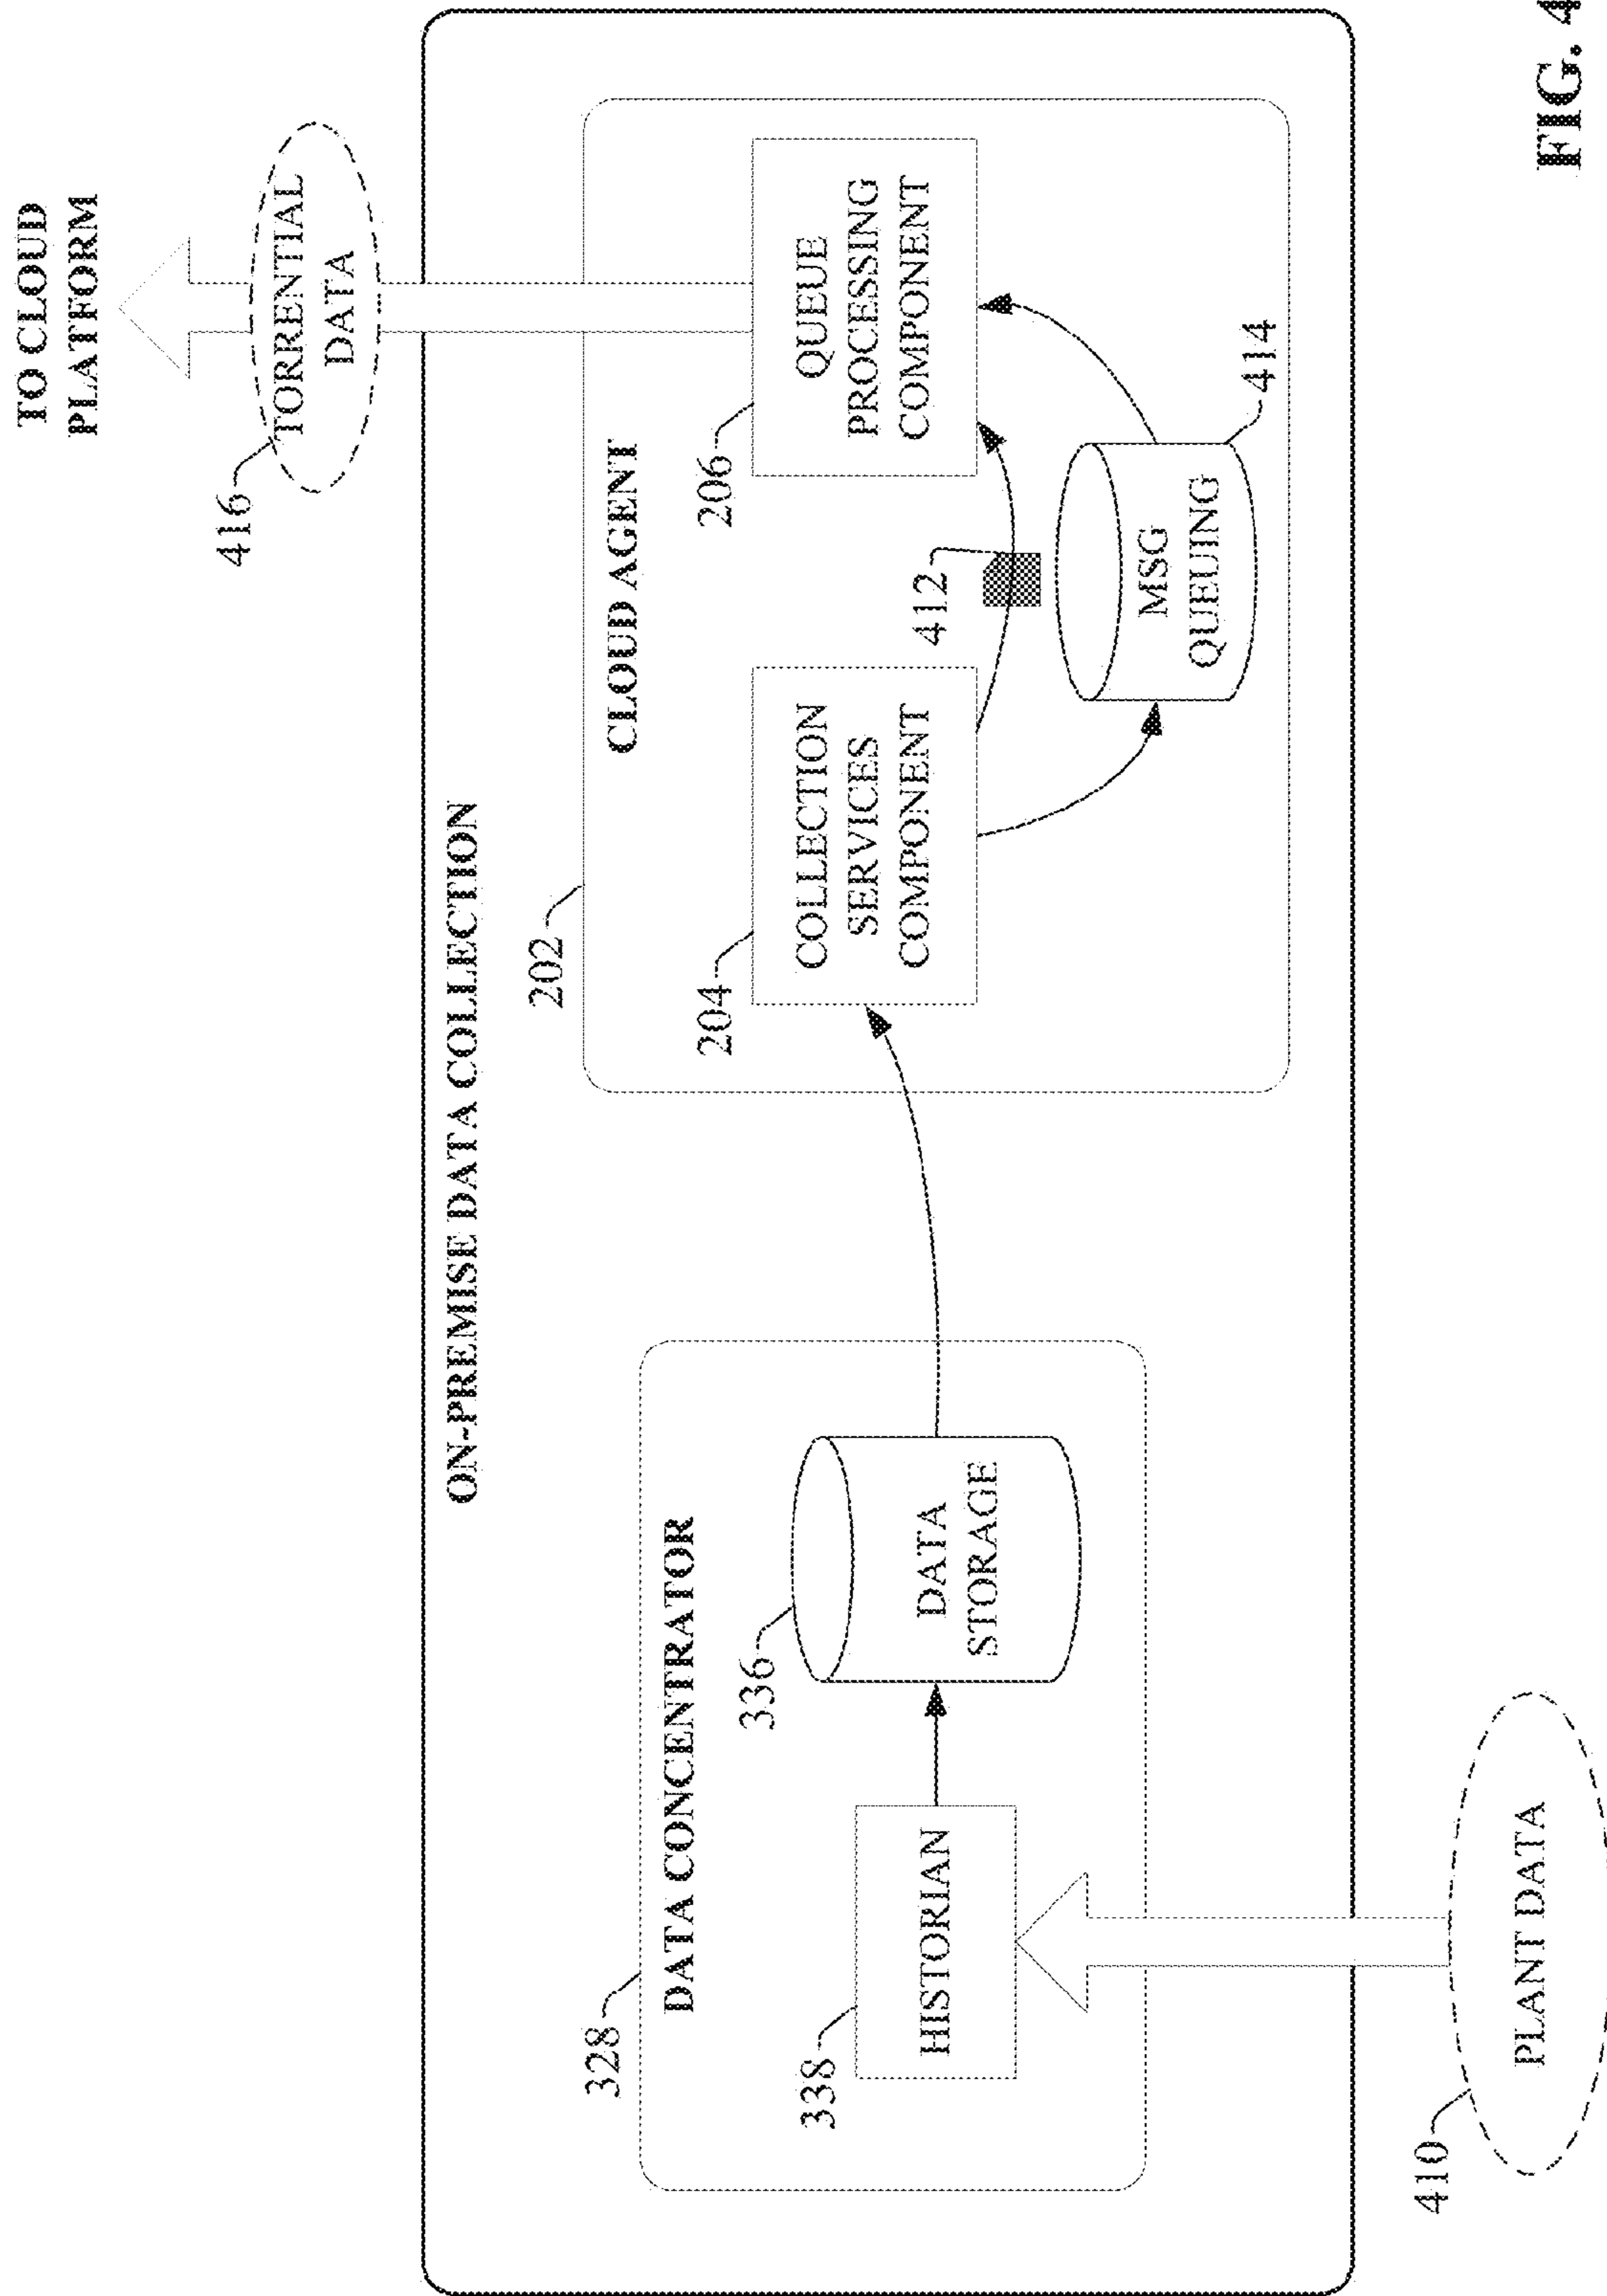 TO CLOUD
PLATFORM
416
TORRENTIAL
DATA
ON-PREMISE DATA COLLECTION
202
CLOUD AGENT
328
DATA CONCENTRATOR
338
HISTORIAN
336
DATA
STORAGE
204
COLLECTION
SERVICES
COMPONENT
206
QUEUE
PROCESSING
COMPONENT
412
MSG
QUEUING
414
410
PLANT DATA
FIG. 4